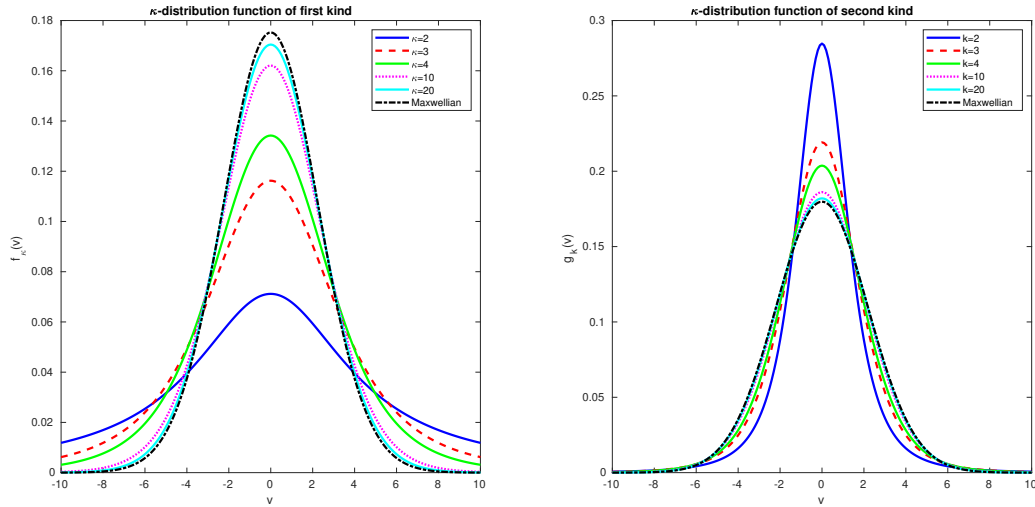 κ-distribution function of first kind
0.18
0.16
0.14
0.12
0.1
0.08
0.06
0.04
0.02
0
f κ(v)
κ=2
κ=3
κ=4
κ=10
κ=20
Maxwellian
-10 -8 -6 -4 -2 0 2 4 6 8 10
v
κ-distribution function of second kind
0.3
0.25
0.2
0.15
0.1
0.05
0
g k(v)
k=2
k=3
k=4
k=10
k=20
Maxwellian
-10 -8 -6 -4 -2 0 2 4 6 8 10
v